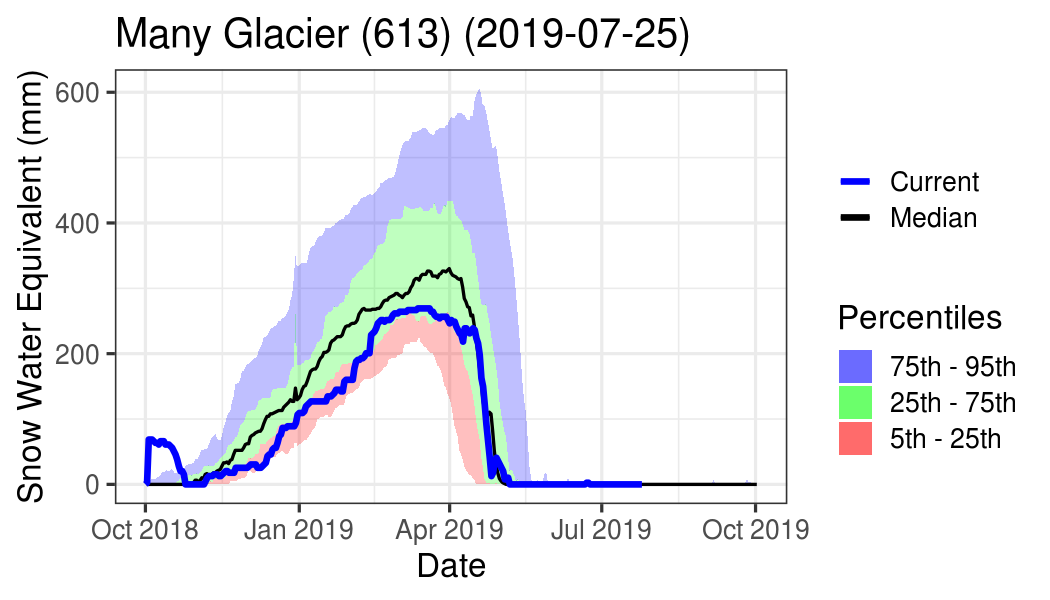 Many Glacier (613) (2019-07-25)
Snow Water Equivalent (mm)
600
400
200
0
Oct 2018
Jan 2019
Apr 2019
Jul 2019
Oct 2019
Date
Current
Median
Percentiles
75th - 95th
25th - 75th
5th - 25th